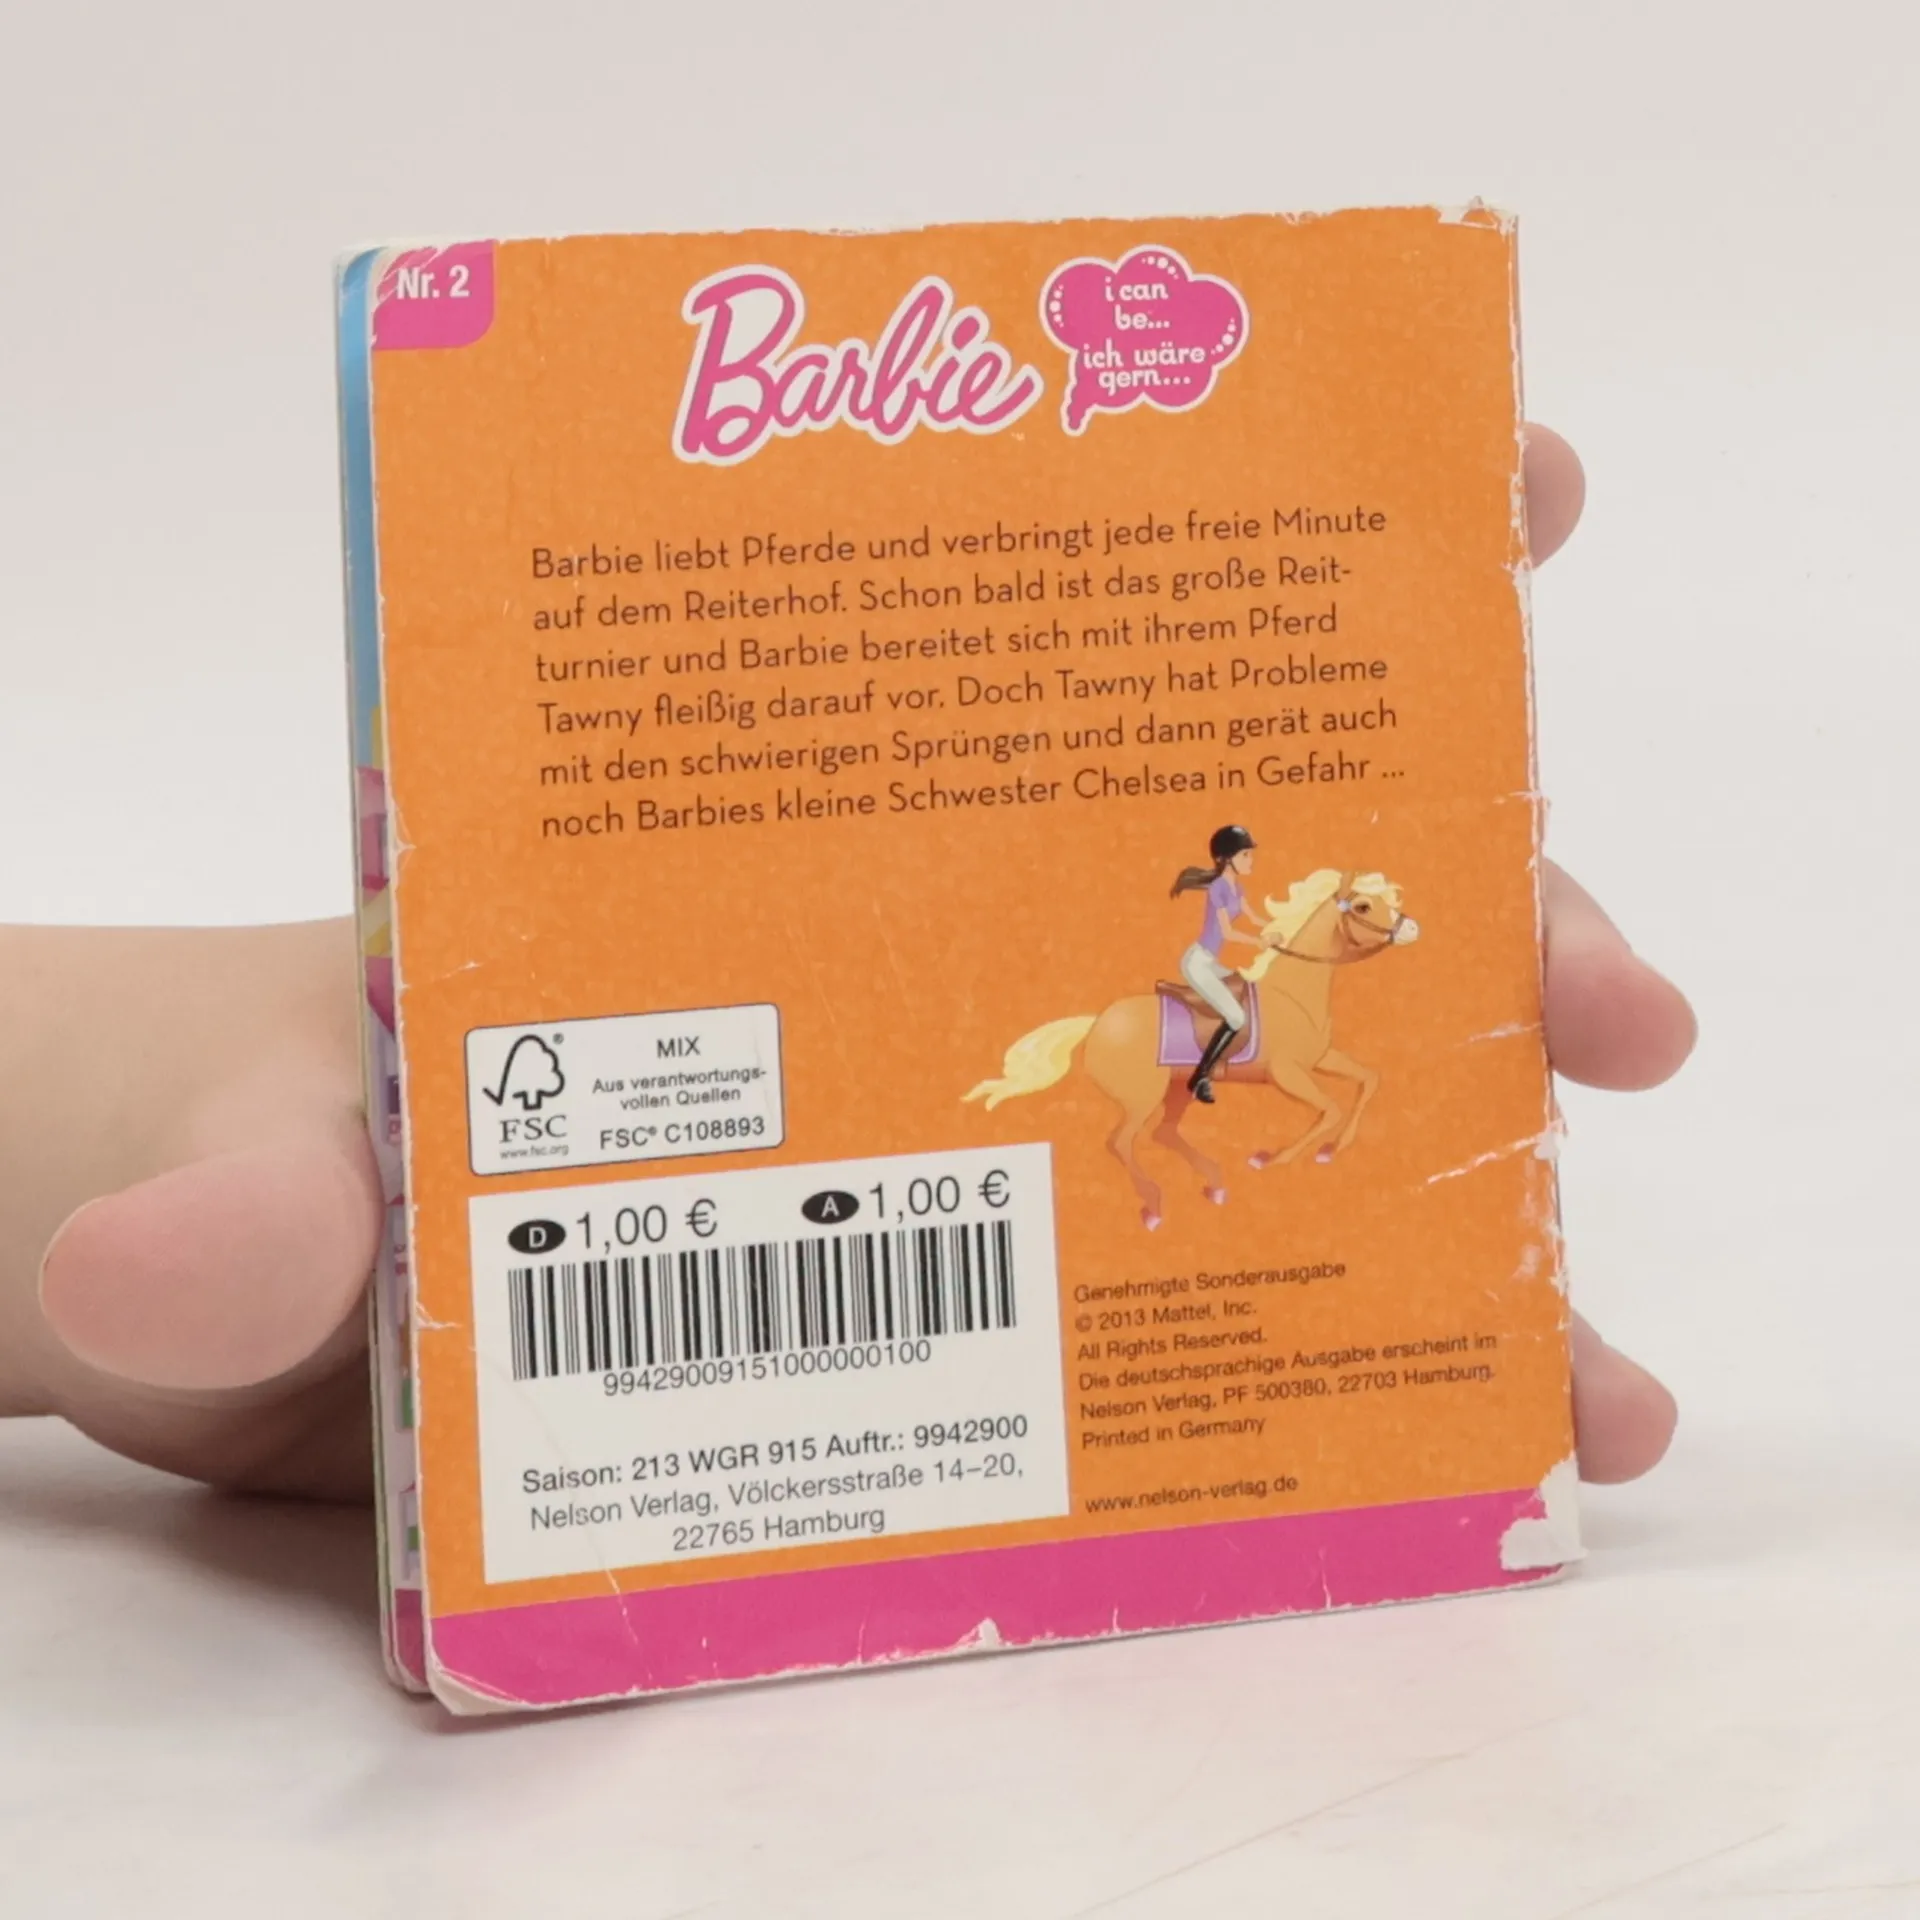 Nr. 2
Barbie
i can
be...
ich wäre
gern...
Barbie liebt Pferde und verbringt jede freie Minute
auf dem Reiterhof. Schon bald ist das große Reit-
turnier und Barbie bereitet sich mit ihrem Pferd
Tawny fleißig darauf vor. Doch Tawny hat Probleme
mit den schwierigen Sprüngen und dann gerät auch
noch Barbies kleine Schwester Chelsea in Gefahr ...
FSC
www.fsc.org
MIX
Aus verantwortungs-
vollen Quellen
FSC® C108893
D 1,00 € A 1,00 €
99429009151000000100
Saison: 213 WGR 915 Auftr.: 9942900
Nelson Verlag, Völckersstraße 14–20,
22765 Hamburg
Genehmigte Sonderausgabe
© 2013 Mattel, Inc.
All Rights Reserved.
Die deutschsprachige Ausgabe erscheint im
Nelson Verlag, PF 500380, 22703 Hamburg.
Printed in Germany
www.nelson-verlag.de